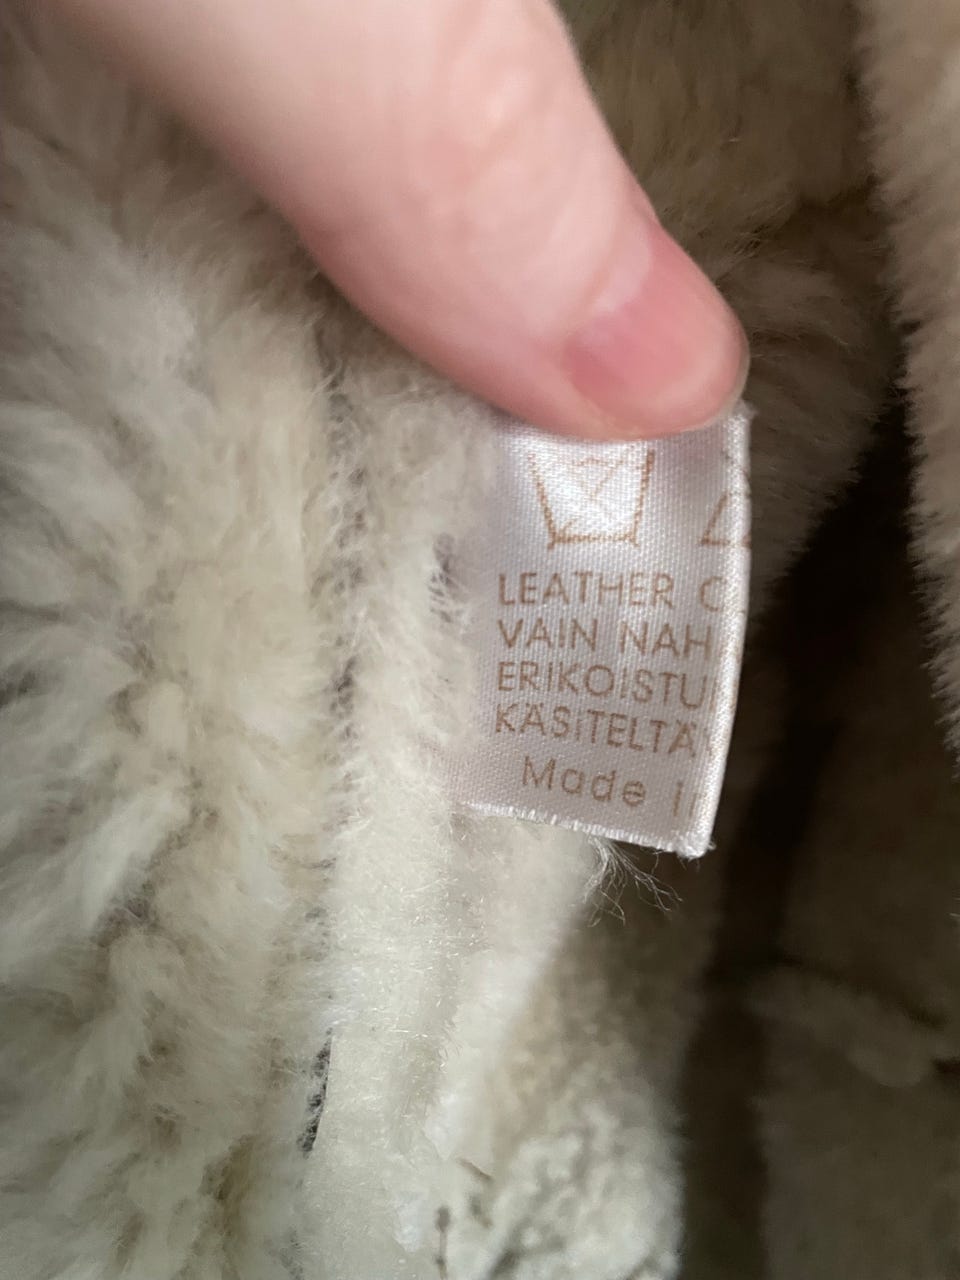 LEATHER
VAIN NAH
ERIKOISTU
KÄSITELTÄ
Made